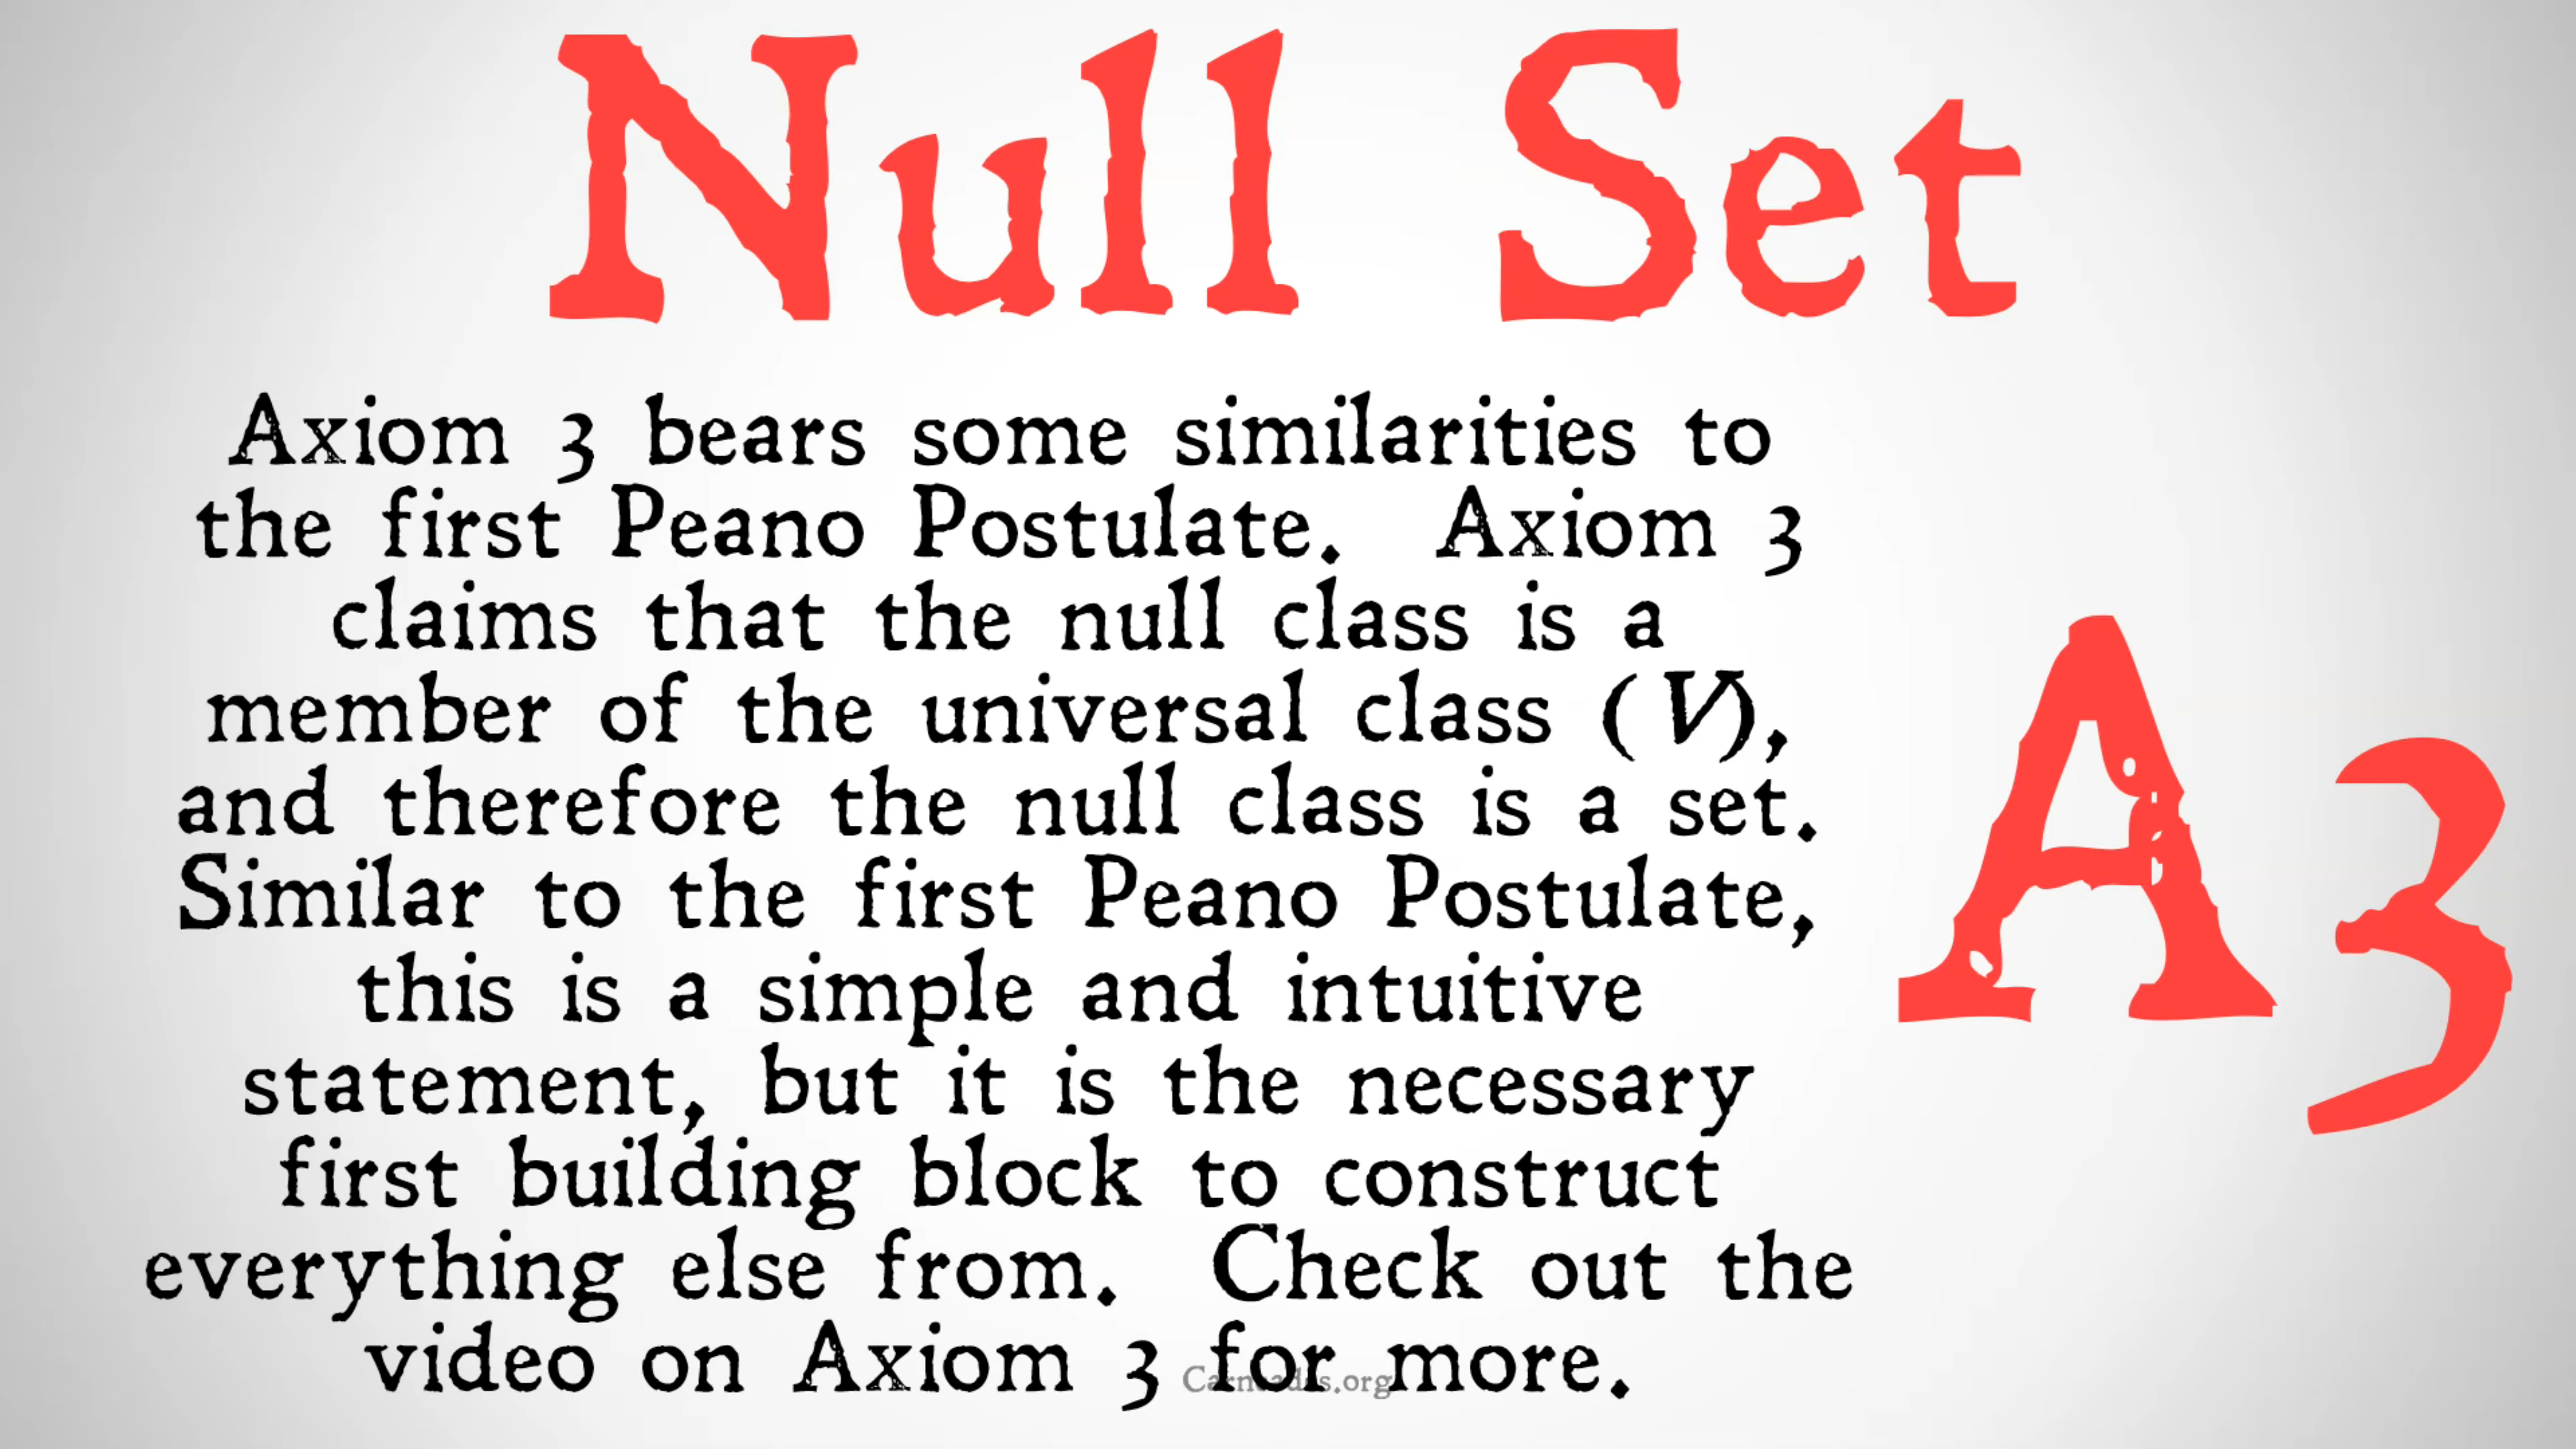 Null Set
Axiom 3 bears some similarities to
the first Peano Postulate. Axiom 3
claims that the null class is a
member of the universal class (V),
and therefore the null class is a set.
Similar to the first Peano Postulate,
this is a simple and intuitive
statement, but it is the necessary
first building block to construct
everything else from. Check out the
video on Axiom 3 for more.
A3
Carneades.org